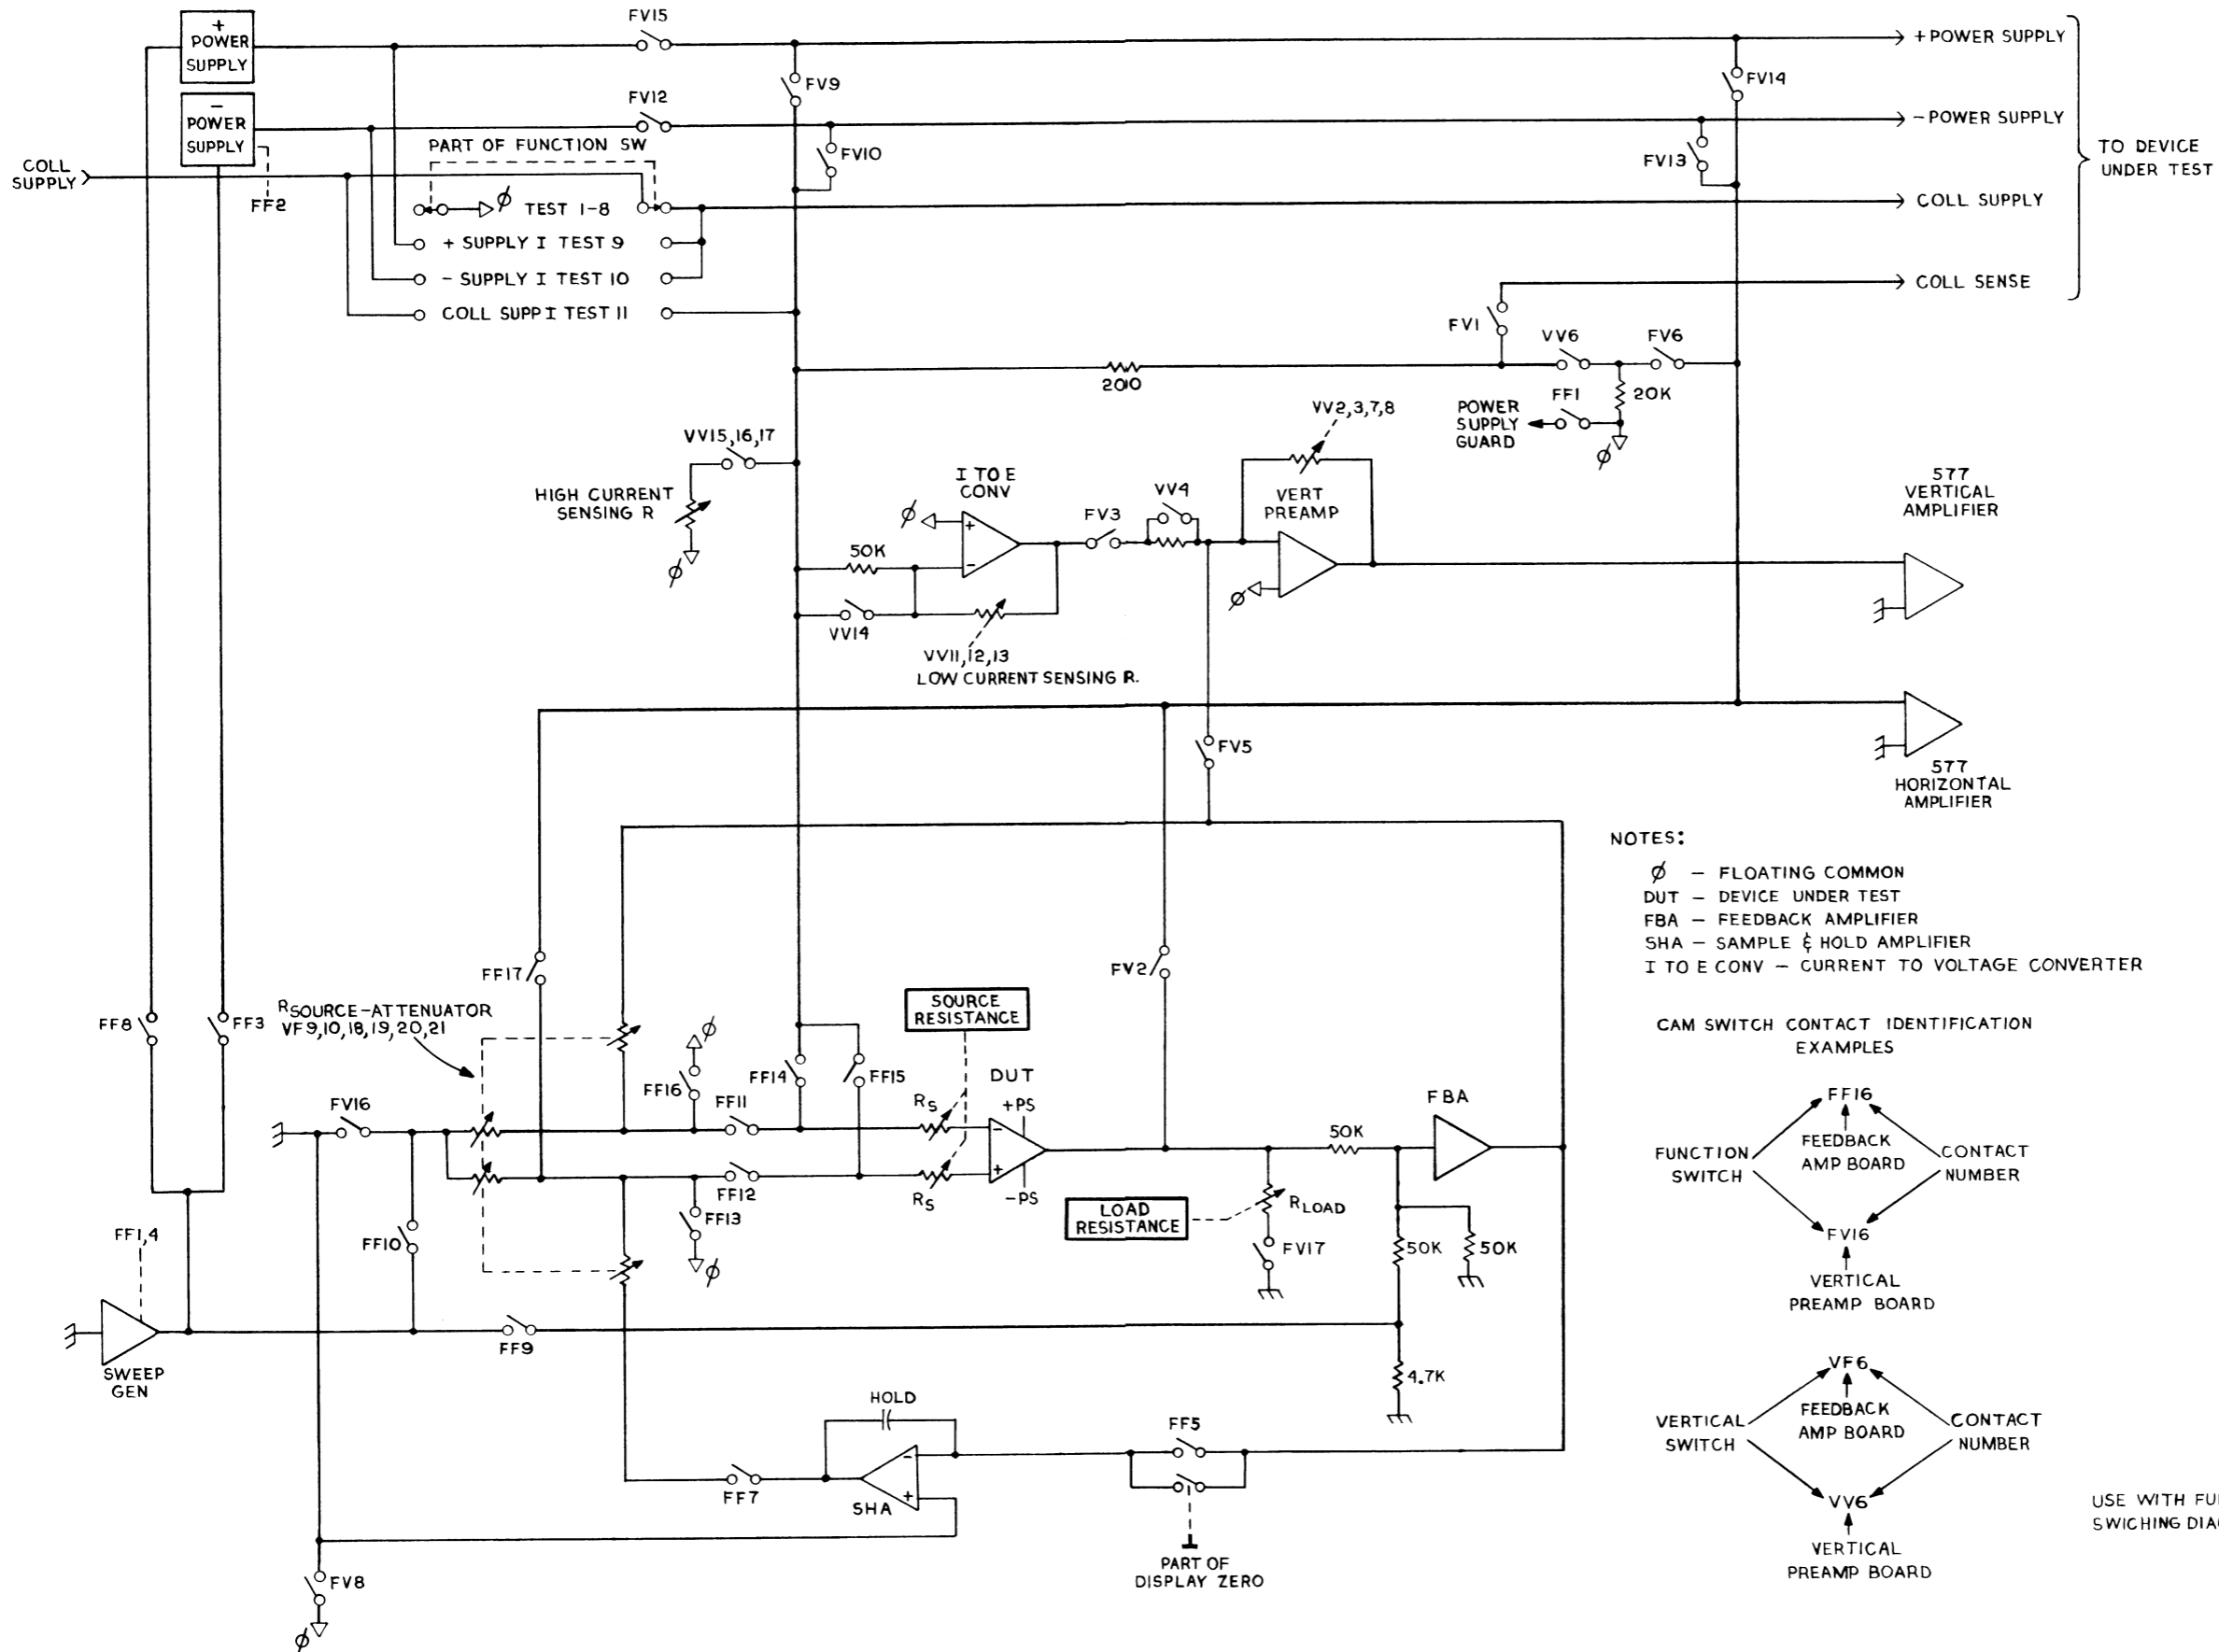 +
POWER
SUPPLY
FV15
+ POWER SUPPLY
FV9
FV14
—
POWER
SUPPLY
FV12
– POWER SUPPLY
PART OF FUNCTION SW
FV10
FV13
TO DEVICE
UNDER TEST
COLL
SUPPLY
FF2
ϕ
TEST 1–8
COLL SUPPLY
+ SUPPLY I TEST 9
– SUPPLY I TEST 10
COLL SENSE
COLL SUPP I TEST 11
FV1
VV6
FV6
2010
FF1
20K
POWER
SUPPLY
GUARD
ϕ
VV2,3,7,8
VV15,16,17
HIGH CURRENT
SENSING R
ϕ
I TO E
CONV
ϕ
+
–
FV3
VV4
VERT
PREAMP
ϕ
577
VERTICAL
AMPLIFIER
50K
VV14
VV11,12,13
LOW CURRENT SENSING R.
FV5
577
HORIZONTAL
AMPLIFIER
NOTES:
ϕ – FLOATING COMMON
DUT – DEVICE UNDER TEST
FBA – FEEDBACK AMPLIFIER
SHA – SAMPLE & HOLD AMPLIFIER
I TO E CONV – CURRENT TO VOLTAGE CONVERTER
FF17
FV2
RSOURCE–ATTENUATOR
VF9,10,18,19,20,21
FF8
FF3
SOURCE
RESISTANCE
CAM SWITCH CONTACT IDENTIFICATION
EXAMPLES
ϕ
FF16
FF14
FF15
DUT
+PS
FV16
FF11
RS
–
+
FBA
50K
FF12
RS
–PS
FF13
ϕ
LOAD
RESISTANCE
RLOAD
FV17
50K
50K
FF1,4
FF10
SWEEP
GEN
FF9
4.7K
HOLD
–
+
SHA
FF7
FF5
PART OF
DISPLAY ZERO
FV8
ϕ
FF16
FUNCTION
SWITCH
FEEDBACK
AMP BOARD
CONTACT
NUMBER
FV16
VERTICAL
PREAMP BOARD
VF6
VERTICAL
SWITCH
FEEDBACK
AMP BOARD
CONTACT
NUMBER
VV6
VERTICAL
PREAMP BOARD
USE WITH FU
SWICHING DIA